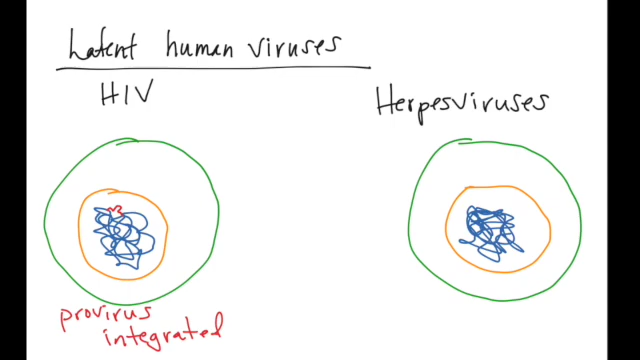 Latent human viruses
HIV
Herpesviruses
provirus
integrated